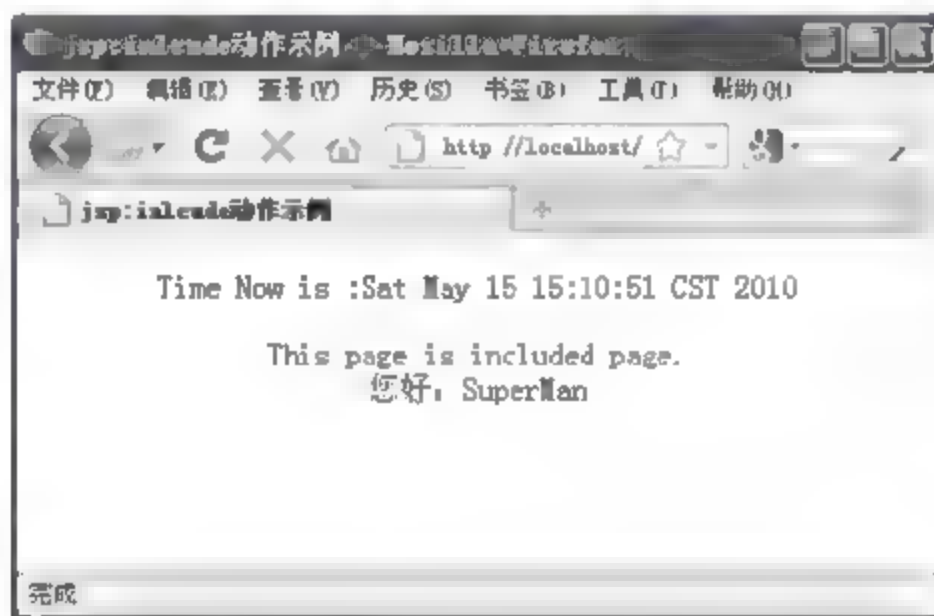 jsp:inlcude动作示例 - Mozilla Firefox
文件(F) 编辑(E) 查看(V) 历史(S) 书签(B) 工具(T) 帮助(H)
http //localhost/
jsp:inlcude动作示例
Time Now is :Sat May 15 15:10:51 CST 2010
This page is included page.
您好：SuperMan
完成